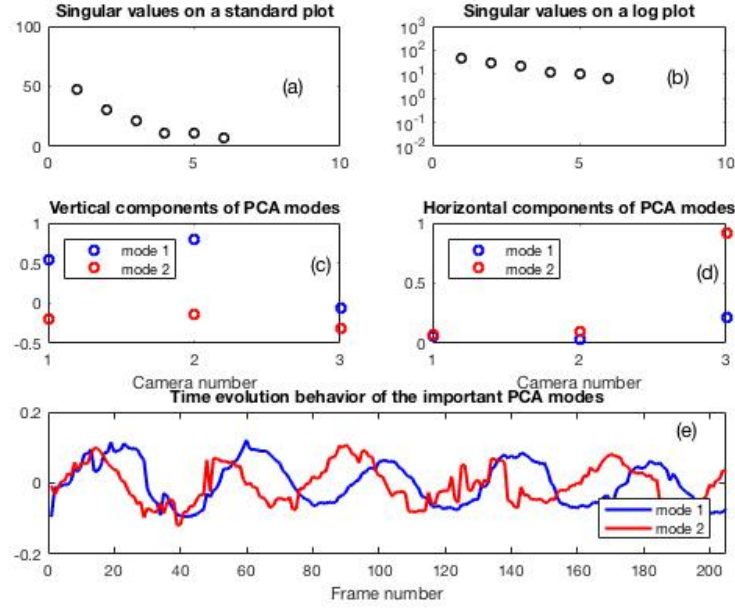 Singular values on a standard plot
100
50
0
0
5
10
(a)
Singular values on a log plot
10^3
10^2
10^1
10^0
10^-1
10^-2
0
5
10
(b)
Vertical components of PCA modes
1
0.5
0
-0.5
1
2
3
mode 1
mode 2
(c)
Camera number
Horizontal components of PCA modes
1
0.5
0
1
2
3
mode 1
mode 2
(d)
Camera number
Time evolution behavior of the important PCA modes
0.2
0
-0.2
0 20 40 60 80 100 120 140 160 180 200
(e)
mode 1
mode 2
Frame number